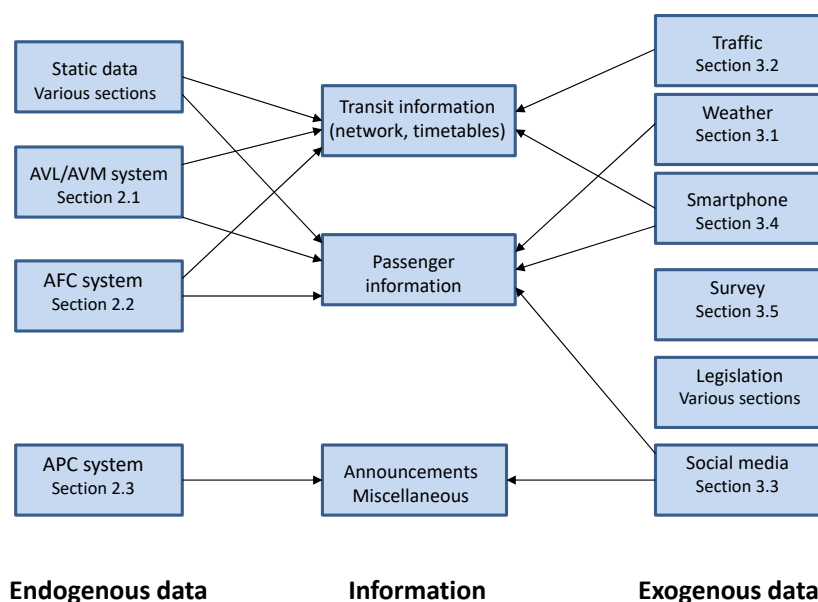 Static data
Various sections
AVL/AVM system
Section 2.1
AFC system
Section 2.2
APC system
Section 2.3
Endogenous data
Transit information
(network, timetables)
Passenger
information
Announcements
Miscellaneous
Information
Traffic
Section 3.2
Weather
Section 3.1
Smartphone
Section 3.4
Survey
Section 3.5
Legislation
Various sections
Social media
Section 3.3
Exogenous data